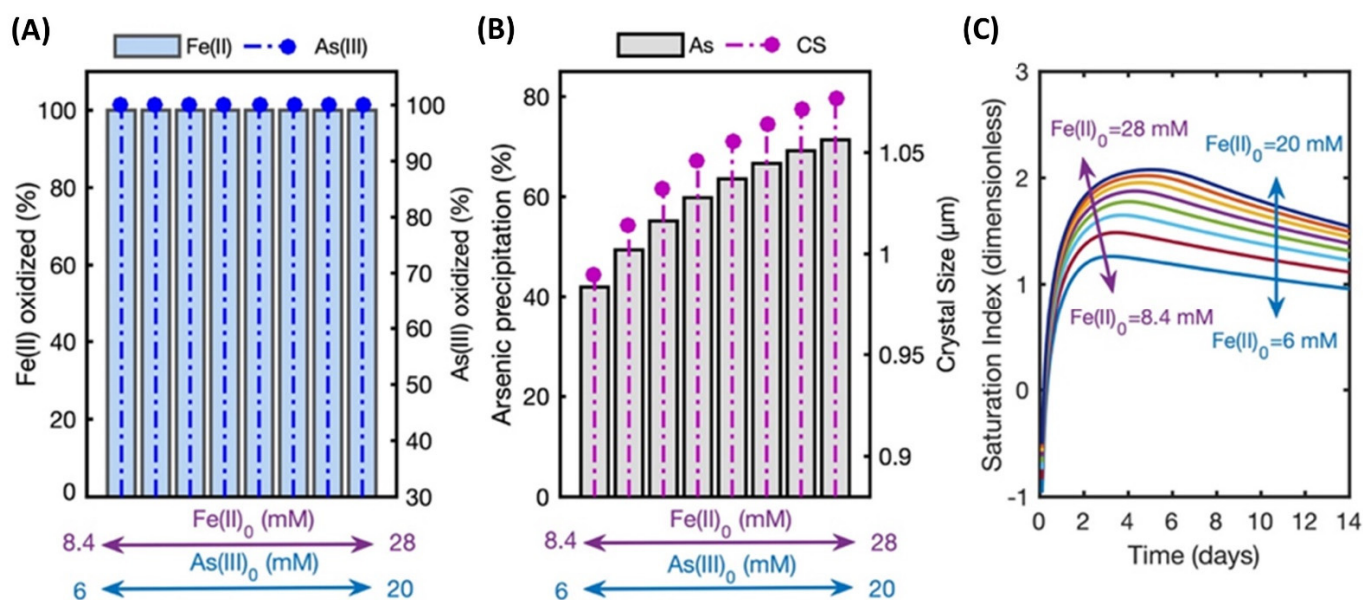 (A)
Fe(II) As(III)
Fe(II) oxidized (%)
100
80
60
40
20
0
As(III) oxidized (%)
100
90
80
70
60
50
40
30
Fe(II)0 (mM)
8.4 28
As(III)0 (mM)
6 20
(B)
As CS
Arsenic precipitation (%)
80
60
40
20
0
Crystal Size (μm)
1.05
1
0.95
0.9
Fe(II)0 (mM)
8.4 28
As(III)0 (mM)
6 20
(C)
Saturation Index (dimensionless)
3
2
1
0
-1
Fe(II)0=28 mM
Fe(II)0=20 mM
Fe(II)0=8.4 mM
Fe(II)0=6 mM
0 2 4 6 8 10 12 14
Time (days)